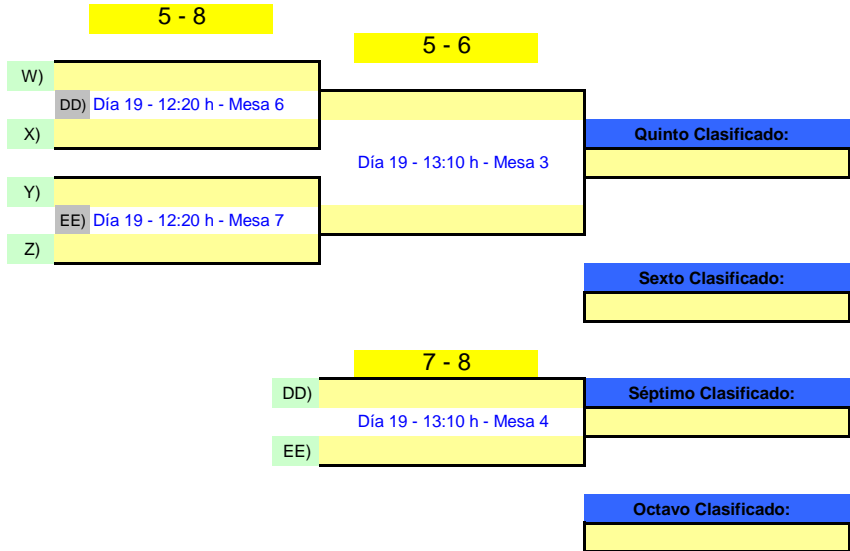 5 - 8
5 - 6
W)
DD) Día 19 - 12:20 h - Mesa 6
X)
Quinto Clasificado:
Día 19 - 13:10 h - Mesa 3
Y)
EE) Día 19 - 12:20 h - Mesa 7
Z)
Sexto Clasificado:
7 - 8
DD)
Séptimo Clasificado:
Día 19 - 13:10 h - Mesa 4
EE)
Octavo Clasificado: